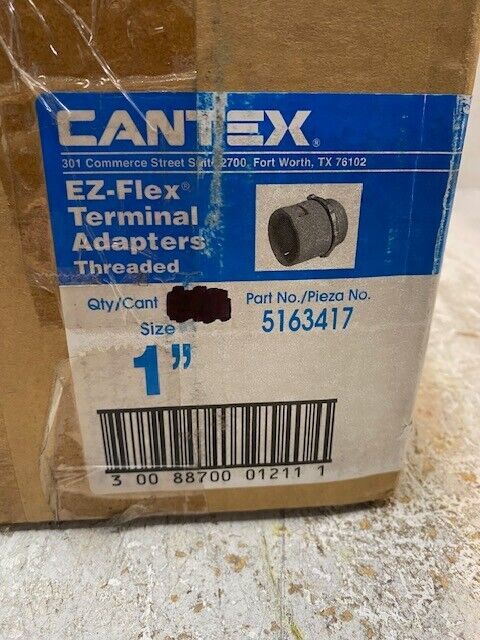 CANTEX®
301 Commerce Street Suite 2700, Fort Worth, TX 76102
EZ-Flex®
Terminal
Adapters
Threaded
Qty/Cant
Part No./Pieza No.
5163417
Size
1"
3 00 88700 01211 1